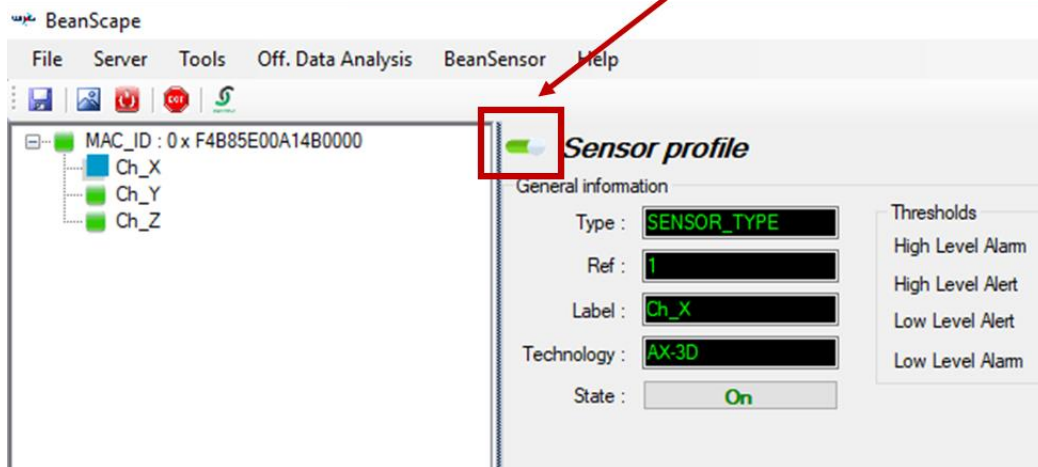 BeanScape
File Server Tools Off. Data Analysis BeanSensor Help
MAC_ID : 0 x F4B85E00A14B0000
Ch_X
Ch_Y
Ch_Z
Sensor profile
General information
Type : SENSOR_TYPE
Ref : 1
Label : Ch_X
Technology : AX-3D
State : On
Thresholds
High Level Alarm
High Level Alert
Low Level Alert
Low Level Alarm